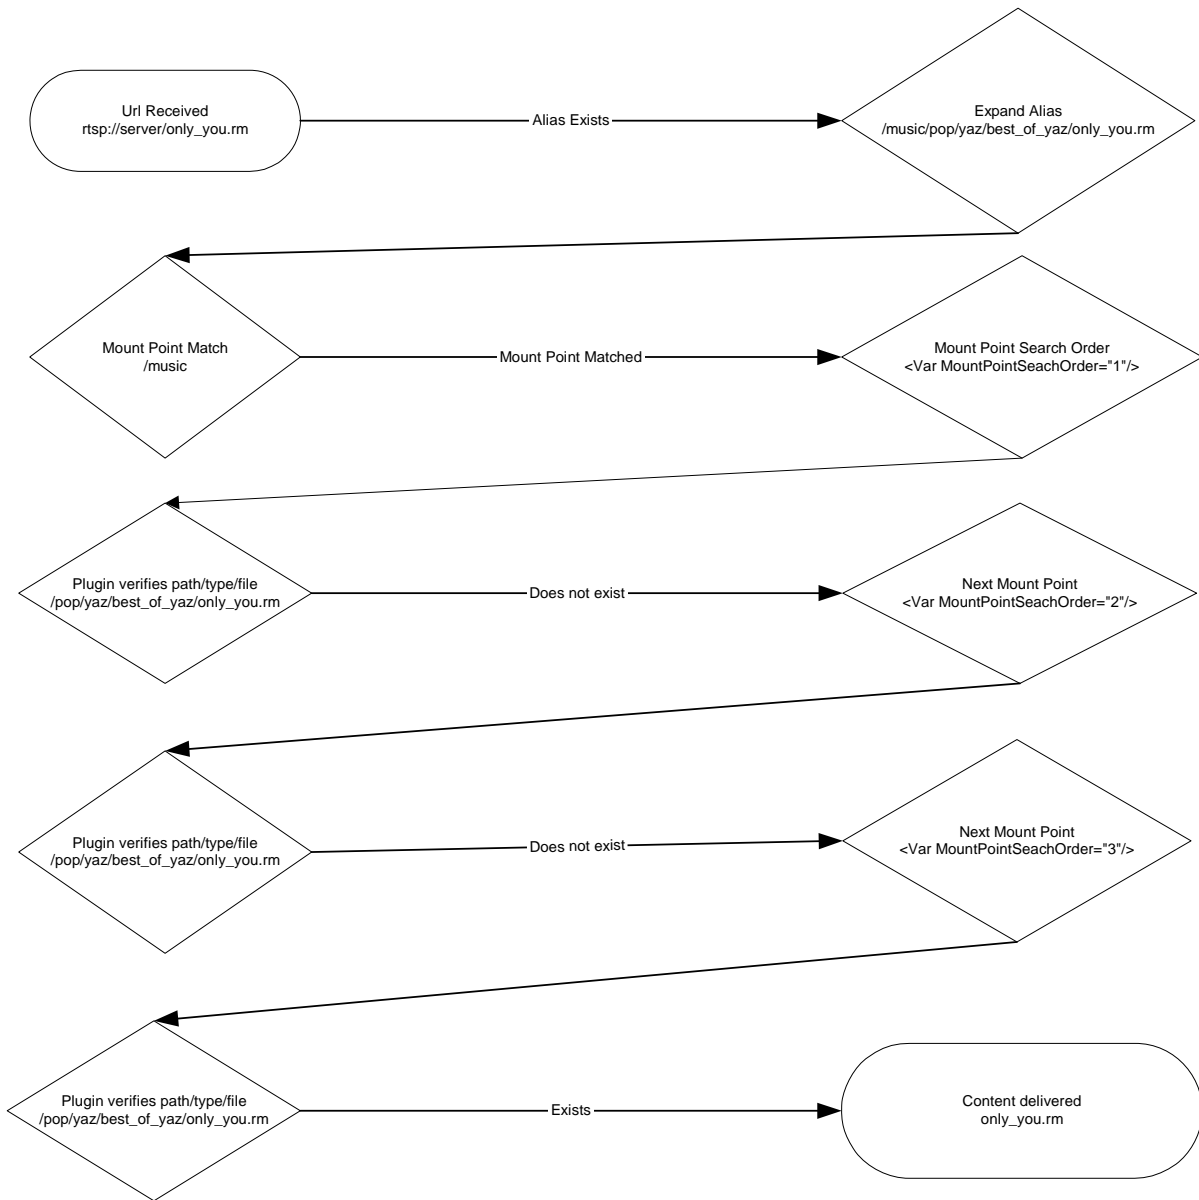 Url Received
rtsp://server/only_you.rm
Alias Exists
Expand Alias
/music/pop/yaz/best_of_yaz/only_you.rm
Mount Point Match
/music
Mount Point Matched
Mount Point Search Order
<Var MountPointSeachOrder="1"/>
Plugin verifies path/type/file
/pop/yaz/best_of_yaz/only_you.rm
Does not exist
Next Mount Point
<Var MountPointSeachOrder="2"/>
Plugin verifies path/type/file
/pop/yaz/best_of_yaz/only_you.rm
Does not exist
Next Mount Point
<Var MountPointSeachOrder="3"/>
Plugin verifies path/type/file
/pop/yaz/best_of_yaz/only_you.rm
Exists
Content delivered
only_you.rm